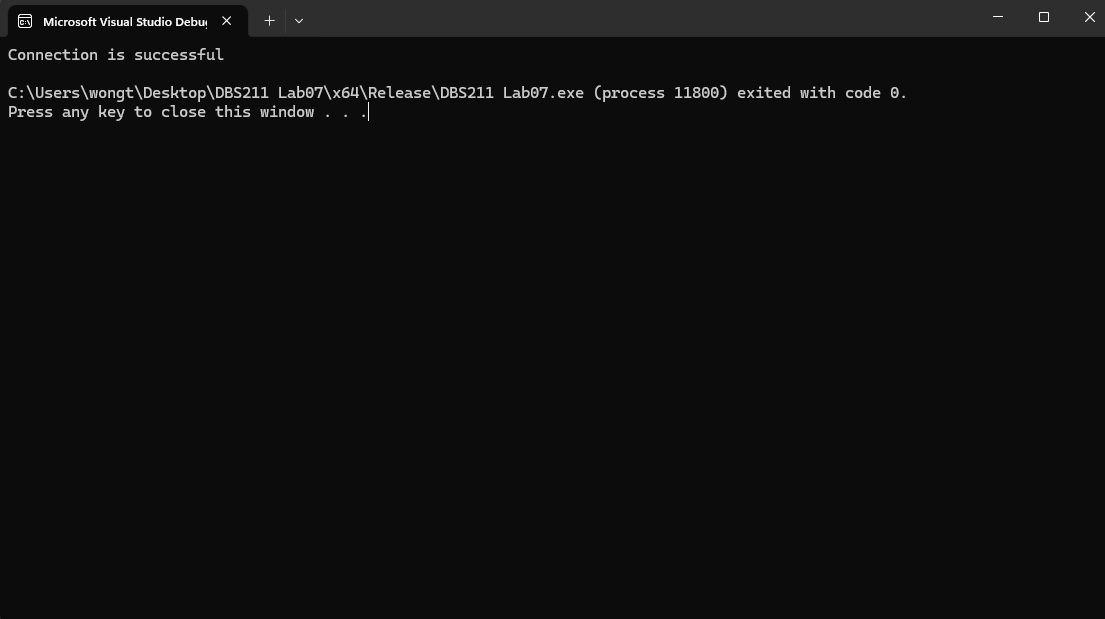 Microsoft Visual Studio Debug
Connection is successful
C:\Users\wongt\Desktop\DBS211 Lab07\x64\Release\DBS211 Lab07.exe (process 11800) exited with code 0.
Press any key to close this window . . .